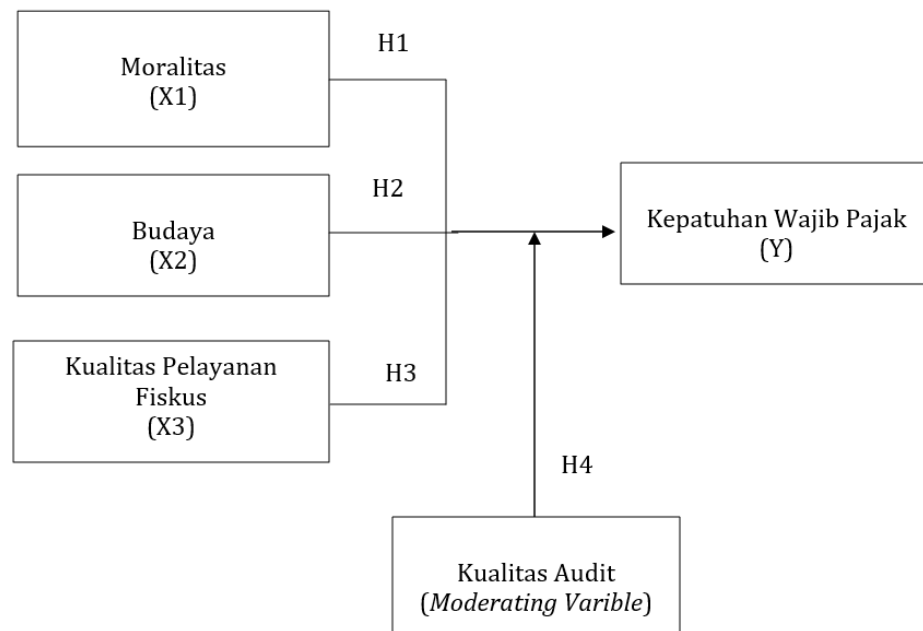 H1
Moralitas
(X1)
H2
Budaya
(X2)
Kepatuhan Wajib Pajak
(Y)
H3
Kualitas Pelayanan
Fiskus
(X3)
H4
Kualitas Audit
(Moderating Varible)